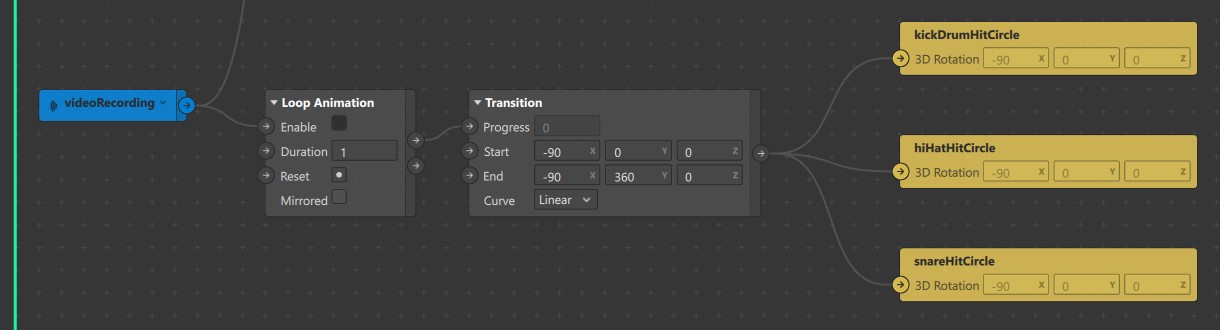 kickDrumHitCircle
3D Rotation -90 X 0 Y 0 Z
videoRecording
Loop Animation
Enable
Duration 1
Reset
Mirrored
Transition
Progress 0
Start -90 X 0 Y 0 Z
End -90 X 360 Y 0 Z
Curve Linear
hiHatHitCircle
3D Rotation -90 X 0 Y 0 Z
snareHitCircle
3D Rotation -90 X 0 Y 0 Z